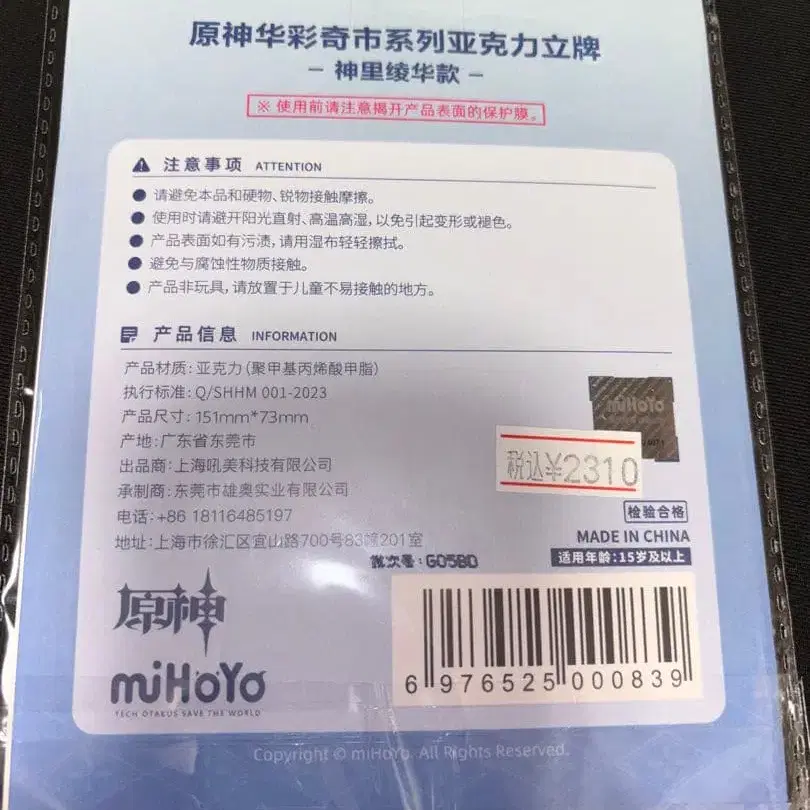 原神华彩奇市系列亚克力立牌
– 神里绫华款 –
※ 使用前请注意揭开产品表面的保护膜。
注意事项 ATTENTION
● 请避免本品和硬物、锐物接触摩擦。
● 使用时请避开阳光直射、高温高湿，以免引起变形或褪色。
● 产品表面如有污渍，请用湿布轻轻擦拭。
● 避免与腐蚀性物质接触。
● 产品非玩具，请放置于儿童不易接触的地方。
产品信息 INFORMATION
产品材质：亚克力（聚甲基丙烯酸甲脂）
执行标准：Q/SHHM 001-2023
产品尺寸：151mm*73mm
产地：广东省东莞市
出品商：上海吼美科技有限公司
承制商：东莞市雄奥实业有限公司
电话：+86 18116485197
地址：上海市徐汇区宜山路700号83幢201室
miHoYo
税込¥2310
检验合格
MADE IN CHINA
适用年龄：15岁及以上
批次号：G05BD
原神
miHoYo
TECH OTAKUS SAVE THE WORLD
6 976525 000839
Copyright © miHoYo. All Rights Reserved.